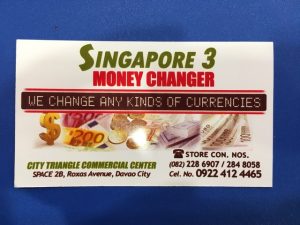 SINGAPORE 3
MONEY CHANGER
WE CHANGE ANY KINDS OF CURRENCIES
CITY TRIANGLE COMMERCIAL CENTER
SPACE 2B, Roxas Avenue, Davao City
☎ STORE CON. NOS.
(082) 228 6907 / 284 8058
Cel. No. 0922 412 4465
200